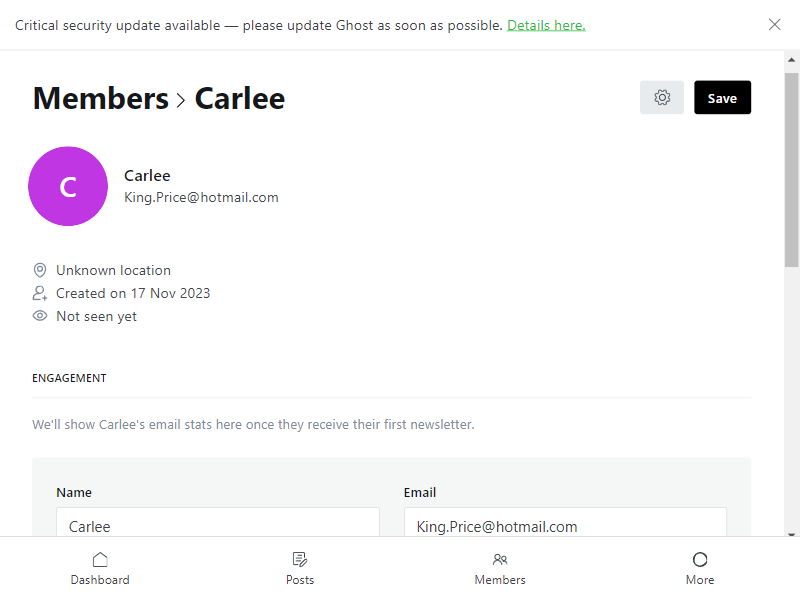 Critical security update available — please update Ghost as soon as possible. Details here.
Members > Carlee
Save
C
Carlee
King.Price@hotmail.com
Unknown location
Created on 17 Nov 2023
Not seen yet
ENGAGEMENT
We'll show Carlee's email stats here once they receive their first newsletter.
Name
Email
Carlee
King.Price@hotmail.com
Dashboard
Posts
Members
More